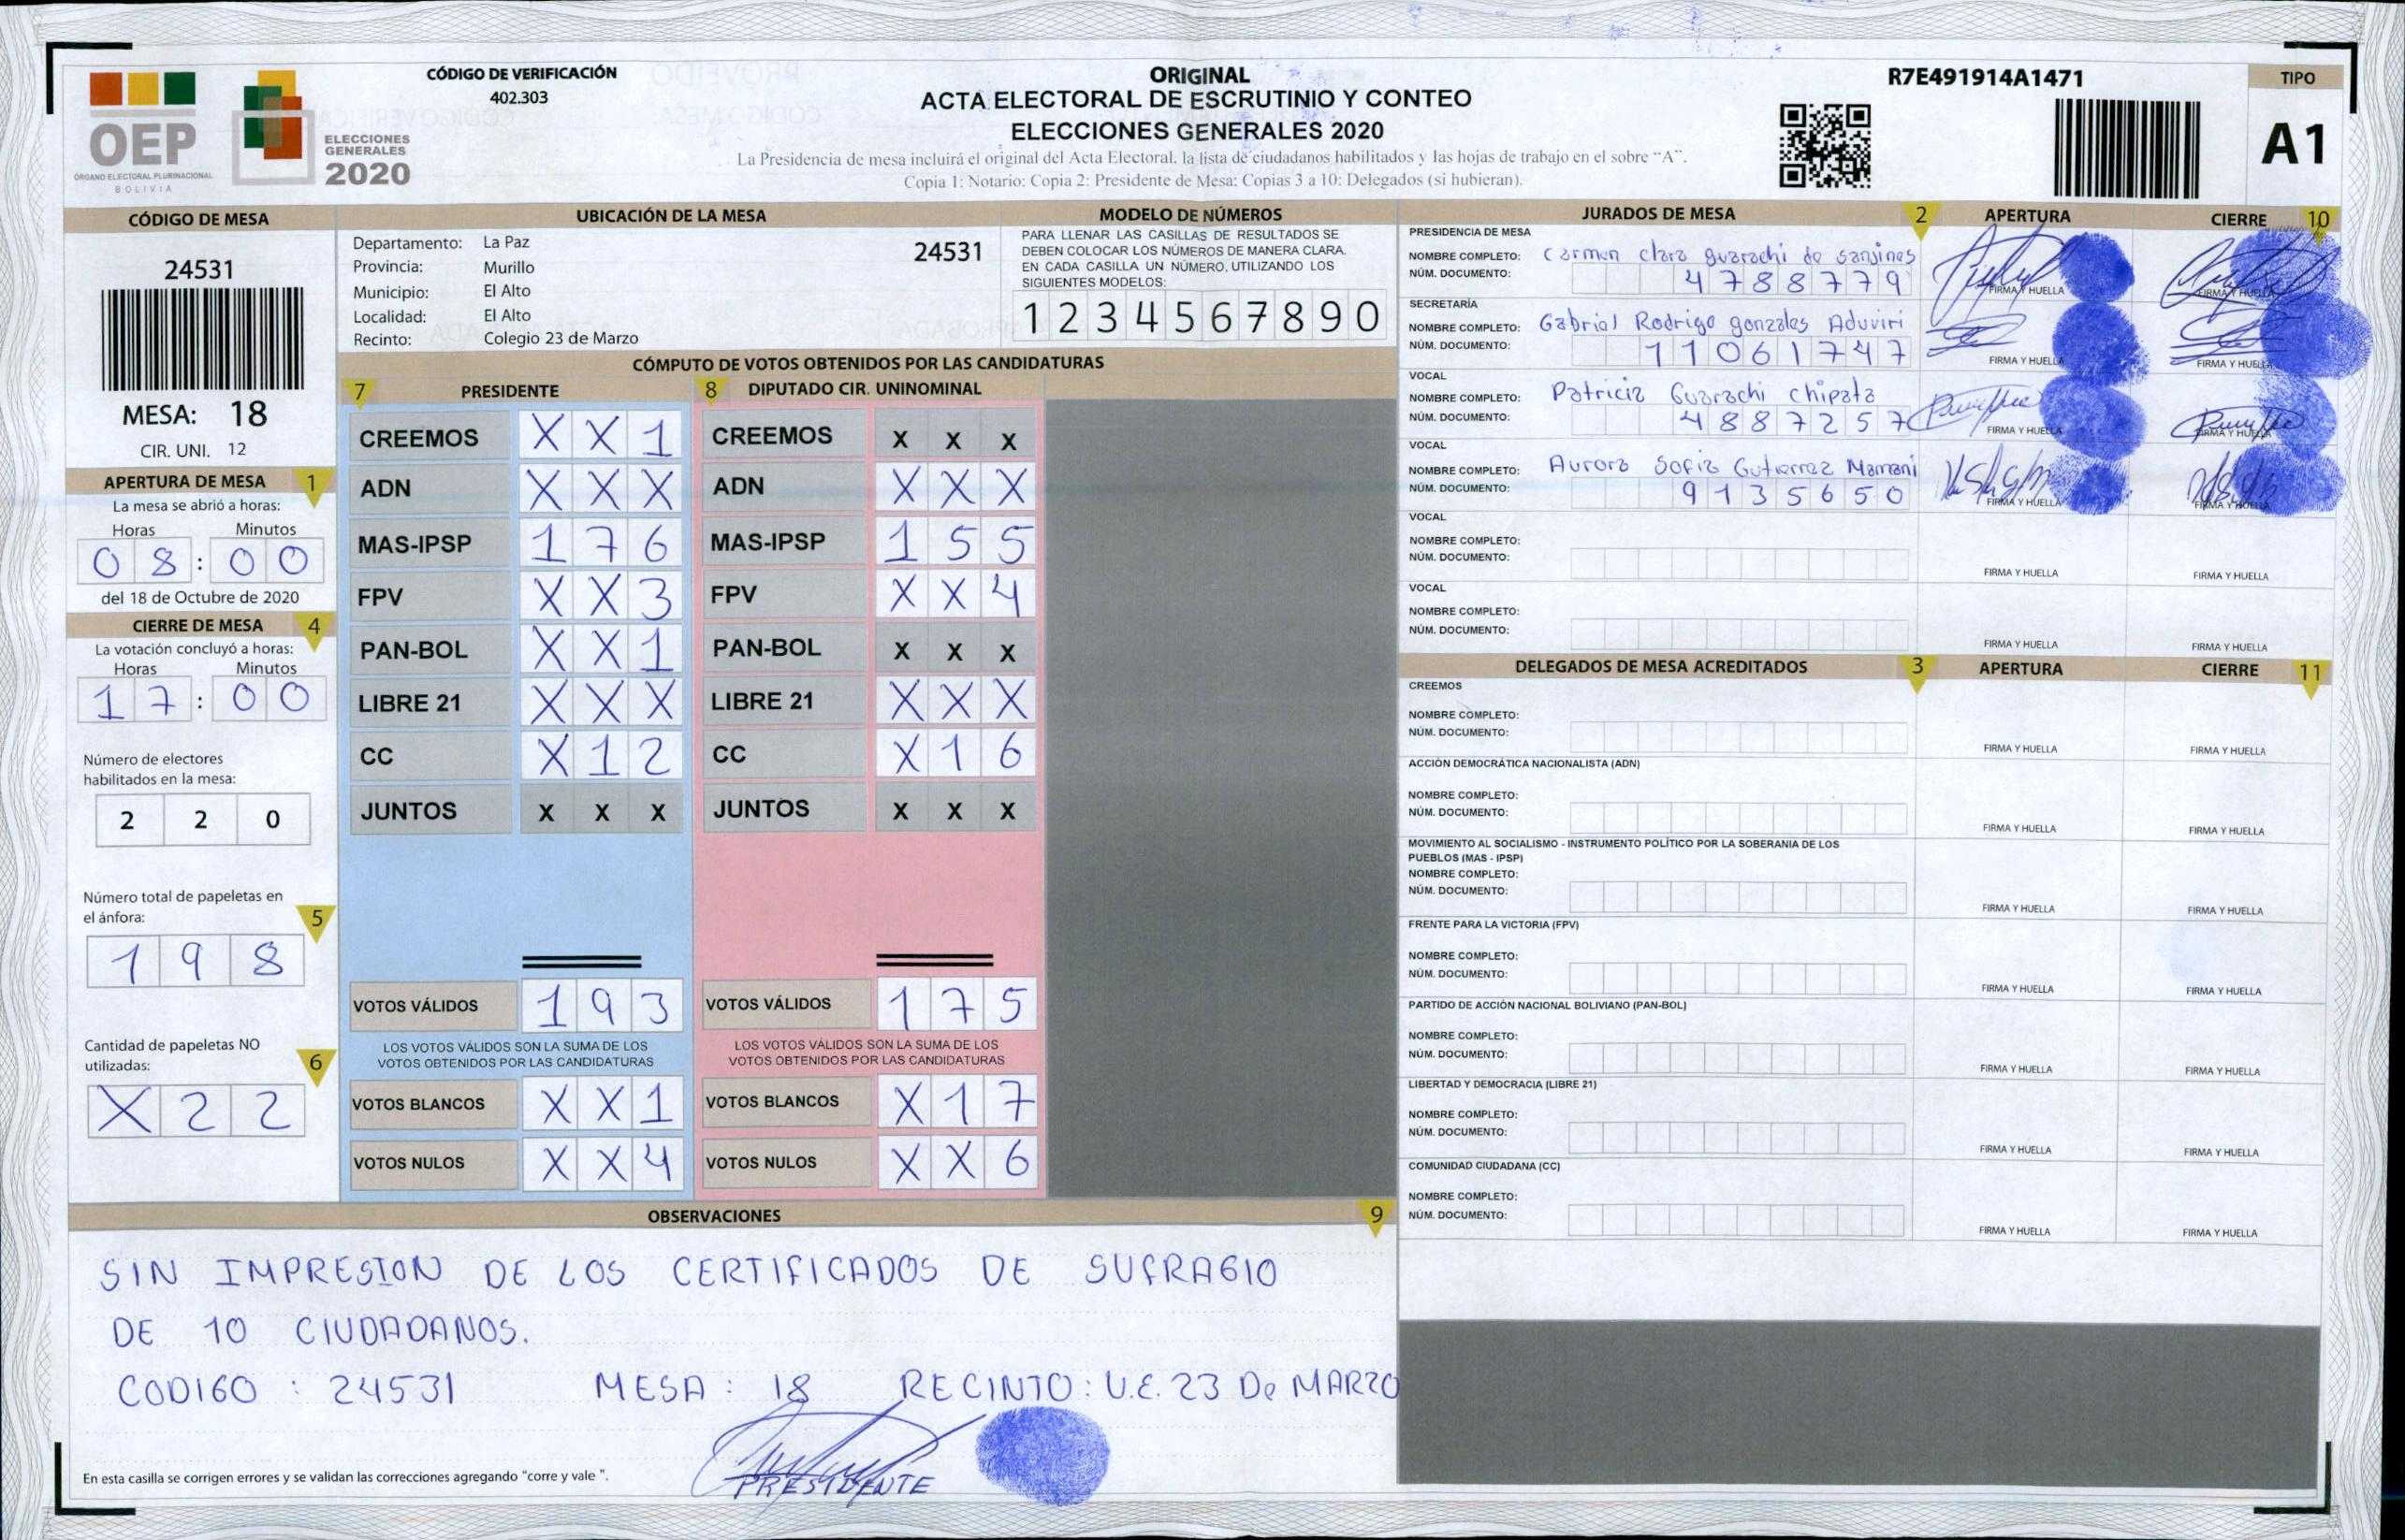 CÓDIGO DE VERIFICACIÓN
402.303
OEP
ÓRGANO ELECTORAL PLURINACIONAL
BOLIVIA
ELECCIONES
GENERALES
2020
ORIGINAL
ACTA ELECTORAL DE ESCRUTINIO Y CONTEO
ELECCIONES GENERALES 2020
La Presidencia de mesa incluirá el original del Acta Electoral, la lista de ciudadanos habilitados y las hojas de trabajo en el sobre "A".
Copia 1: Notario; Copia 2: Presidente de Mesa; Copias 3 a 10: Delegados (si hubieran).
R7E491914A1471
TIPO
A1
CÓDIGO DE MESA
24531
MESA: 18
CIR. UNI. 12
APERTURA DE MESA 1
La mesa se abrió a horas:
Horas Minutos
08:00
del 18 de Octubre de 2020
CIERRE DE MESA 4
La votación concluyó a horas:
Horas Minutos
17:00
Número de electores
habilitados en la mesa:
2 2 0
Número total de papeletas en
el ánfora: 5
1 9 8
Cantidad de papeletas NO
utilizadas: 6
X 2 2
UBICACIÓN DE LA MESA
Departamento: La Paz 24531
Provincia: Murillo
Municipio: El Alto
Localidad: El Alto
Recinto: Colegio 23 de Marzo
MODELO DE NÚMEROS
PARA LLENAR LAS CASILLAS DE RESULTADOS SE
DEBEN COLOCAR LOS NÚMEROS DE MANERA CLARA.
EN CADA CASILLA UN NÚMERO, UTILIZANDO LOS
SIGUIENTES MODELOS:
1 2 3 4 5 6 7 8 9 0
CÓMPUTO DE VOTOS OBTENIDOS POR LAS CANDIDATURAS
7 PRESIDENTE
CREEMOS X X 1
ADN X X X
MAS-IPSP 1 7 6
FPV X X 3
PAN-BOL X X 1
LIBRE 21 X X X
CC X 1 2
JUNTOS X X X
VOTOS VÁLIDOS 1 9 3
LOS VOTOS VÁLIDOS SON LA SUMA DE LOS
VOTOS OBTENIDOS POR LAS CANDIDATURAS
VOTOS BLANCOS X X 1
VOTOS NULOS X X 4
8 DIPUTADO CIR. UNINOMINAL
CREEMOS X X X
ADN X X X
MAS-IPSP 1 5 5
FPV X X 4
PAN-BOL X X X
LIBRE 21 X X X
CC X 1 6
JUNTOS X X X
VOTOS VÁLIDOS 1 7 5
LOS VOTOS VÁLIDOS SON LA SUMA DE LOS
VOTOS OBTENIDOS POR LAS CANDIDATURAS
VOTOS BLANCOS X 1 7
VOTOS NULOS X X 6
JURADOS DE MESA 2 APERTURA CIERRE 10
PRESIDENCIA DE MESA
NOMBRE COMPLETO: Carmen clara guarachi de sanjines
NÚM. DOCUMENTO: 4788779
FIRMA Y HUELLA FIRMA Y HUELLA
SECRETARÍA
NOMBRE COMPLETO: Gabriel Rodrigo gonzales Aduviri
NÚM. DOCUMENTO: 11061747
FIRMA Y HUELLA FIRMA Y HUELLA
VOCAL
NOMBRE COMPLETO: Patricia Guarachi chipata
NÚM. DOCUMENTO: 4887257
FIRMA Y HUELLA FIRMA Y HUELLA
VOCAL
NOMBRE COMPLETO: Aurora Sofia Gutierrez Mamani
NÚM. DOCUMENTO: 9135650
FIRMA Y HUELLA FIRMA Y HUELLA
VOCAL
NOMBRE COMPLETO:
NÚM. DOCUMENTO:
FIRMA Y HUELLA FIRMA Y HUELLA
VOCAL
NOMBRE COMPLETO:
NÚM. DOCUMENTO:
FIRMA Y HUELLA FIRMA Y HUELLA
DELEGADOS DE MESA ACREDITADOS 3 APERTURA CIERRE 11
CREEMOS
NOMBRE COMPLETO:
NÚM. DOCUMENTO:
FIRMA Y HUELLA FIRMA Y HUELLA
ACCIÓN DEMOCRÁTICA NACIONALISTA (ADN)
NOMBRE COMPLETO:
NÚM. DOCUMENTO:
FIRMA Y HUELLA FIRMA Y HUELLA
MOVIMIENTO AL SOCIALISMO - INSTRUMENTO POLÍTICO POR LA SOBERANIA DE LOS
PUEBLOS (MAS - IPSP)
NOMBRE COMPLETO:
NÚM. DOCUMENTO:
FIRMA Y HUELLA FIRMA Y HUELLA
FRENTE PARA LA VICTORIA (FPV)
NOMBRE COMPLETO:
NÚM. DOCUMENTO:
FIRMA Y HUELLA FIRMA Y HUELLA
PARTIDO DE ACCIÓN NACIONAL BOLIVIANO (PAN-BOL)
NOMBRE COMPLETO:
NÚM. DOCUMENTO:
FIRMA Y HUELLA FIRMA Y HUELLA
LIBERTAD Y DEMOCRACIA (LIBRE 21)
NOMBRE COMPLETO:
NÚM. DOCUMENTO:
FIRMA Y HUELLA FIRMA Y HUELLA
COMUNIDAD CIUDADANA (CC)
NOMBRE COMPLETO:
NÚM. DOCUMENTO:
FIRMA Y HUELLA FIRMA Y HUELLA
OBSERVACIONES 9
SIN IMPRESION DE LOS CERTIFICADOS DE SUFRAGIO
DE 10 CIUDADANOS.
CODIGO : 24531 MESA : 18 RECINTO : U.E. 23 De MARZO
PRESIDENTE
En esta casilla se corrigen errores y se validan las correcciones agregando "corre y vale ".